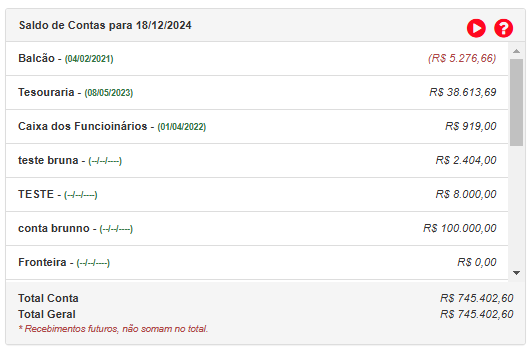 Saldo de Contas para 18/12/2024
Balcão - (04/02/2021) (R$ 5.276,66)
Tesouraria - (08/05/2023) R$ 38.613,69
Caixa dos Funcioinários - (01/04/2022) R$ 919,00
teste bruna - (--/--/----) R$ 2.404,00
TESTE - (--/--/----) R$ 8.000,00
conta brunno - (--/--/----) R$ 100.000,00
Fronteira - (--/--/----) R$ 0,00
Total Conta R$ 745.402,60
Total Geral R$ 745.402,60
* Recebimentos futuros, não somam no total.